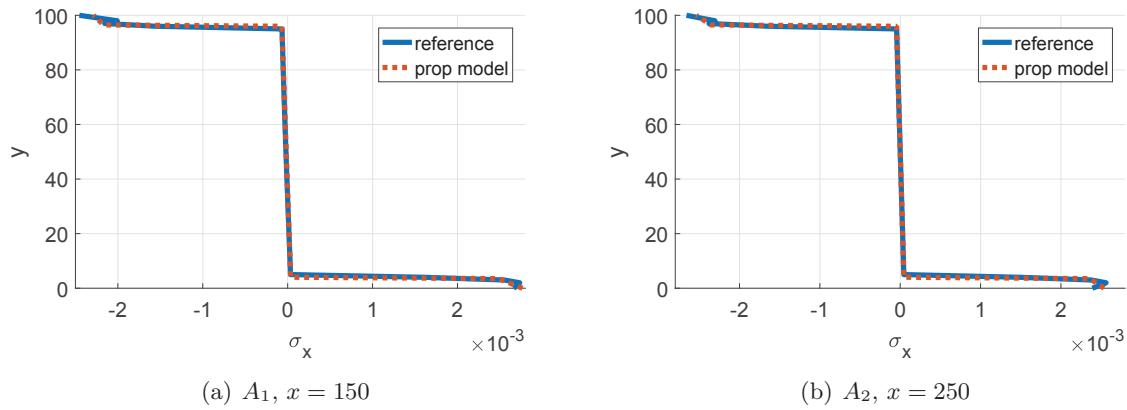 100
80
60
40
20
0
y
reference
prop model
-2
-1
0
1
2
×10⁻³
σₓ
(a) A₁, x = 150
100
80
60
40
20
0
y
reference
prop model
-2
-1
0
1
2
×10⁻³
σₓ
(b) A₂, x = 250